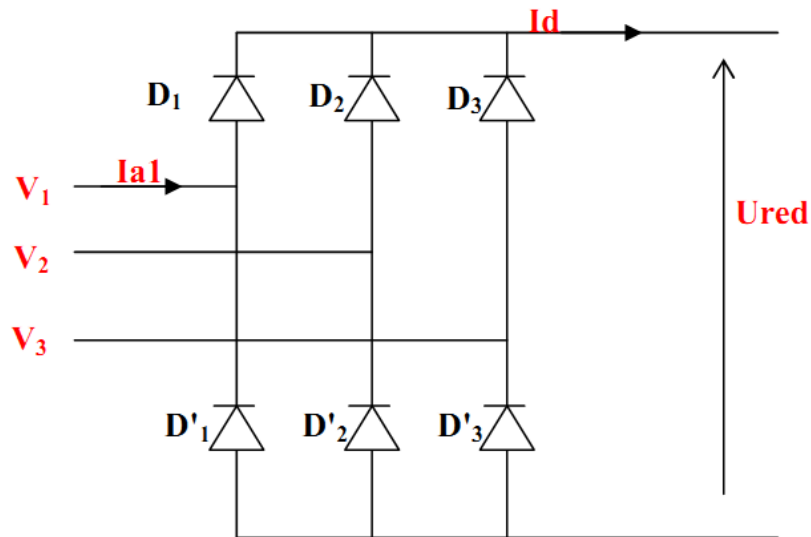 Id
D₁ D₂ D₃
Ia1
V₁
Ured
V₂
V₃
D'₁ D'₂ D'₃